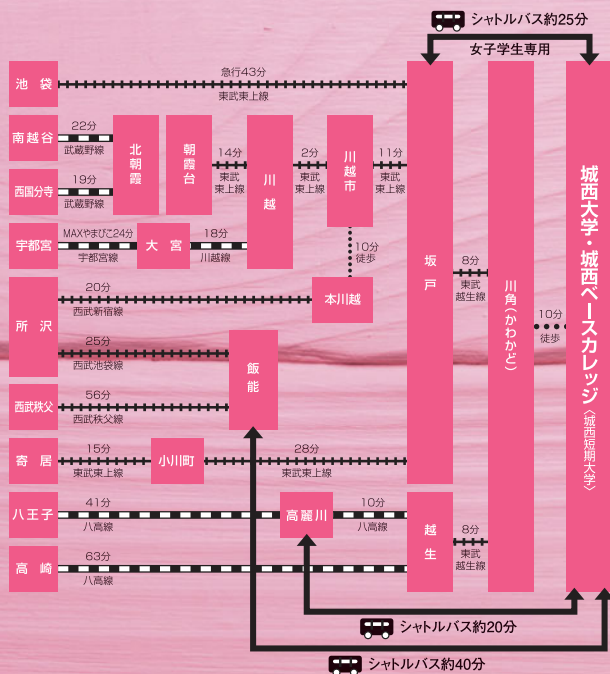 シャトルバス約25分
女子学生専用
池袋
急行43分
東武東上線
南越谷
22分
武蔵野線
西国分寺
19分
武蔵野線
北朝霞
朝霞台
14分
東武
東上線
川越
2分
東武
東上線
川越市
11分
東武
東上線
宇都宮
MAXやまびこ24分
宇都宮線
大宮
18分
川越線
10分
徒歩
所沢
20分
西武新宿線
本川越
25分
西武池袋線
飯能
西武秩父
56分
西武秩父線
寄居
15分
東武東上線
小川町
28分
東武東上線
坂戸
8分
東武
越生線
八王子
41分
八高線
高麗川
10分
八高線
高崎
63分
八高線
越生
8分
東武
越生線
川角(かわかど)
10分
徒歩
城西大学・城西ベースカレッジ〈城西短期大学〉
シャトルバス約20分
シャトルバス約40分